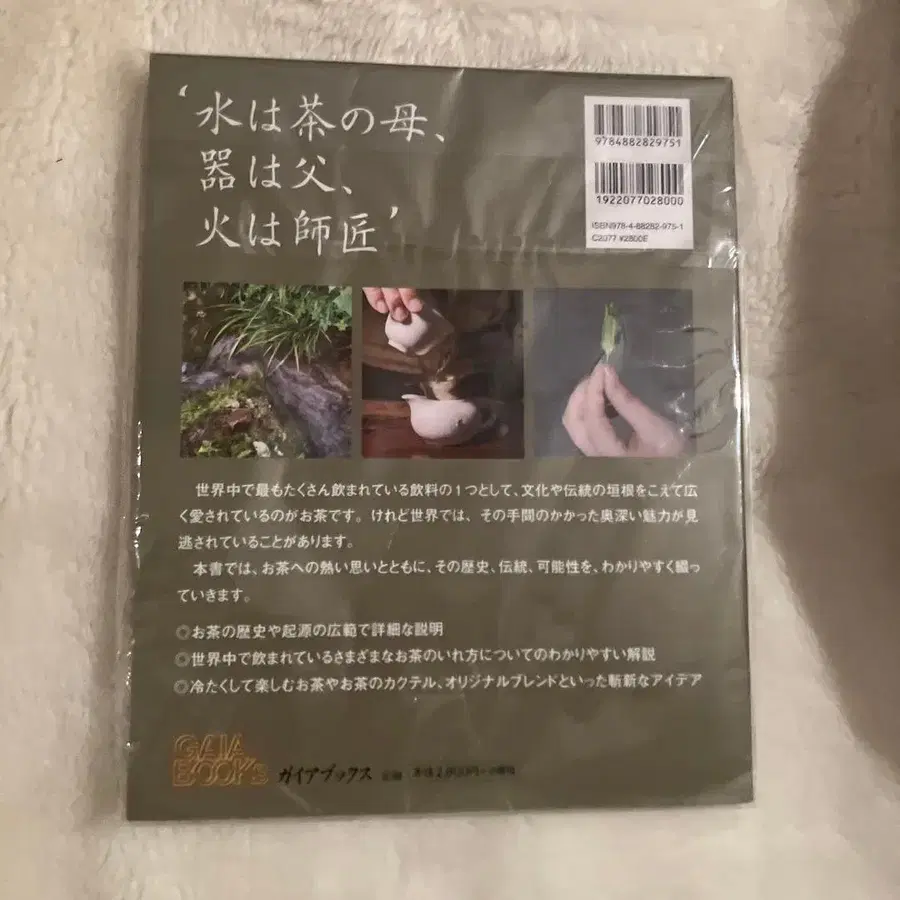 ‘水は茶の母、
器は父、
火は師匠’
9784882829751
1922077028000
ISBN978-4-88282-975-1
C2077 ¥2800E
世界中で最もたくさん飲まれている飲料の1つとして、文化や伝統の垣根をこえて広
く愛されているのがお茶です。けれど世界では、その手間のかかった奥深い魅力が見
逃されていることがあります。
本書では、お茶への熱い思いとともに、その歴史、伝統、可能性を、わかりやすく綴っ
ていきます。
◎お茶の歴史や起源の広範で詳細な説明
◎世界中で飲まれているさまざまなお茶のいれ方についてのわかりやすい解説
◎冷たくして楽しむお茶やお茶のカクテル、オリジナルブレンドといった斬新なアイデア
GAIA
BOOKS
ガイアブックス 定価 本体2,800円